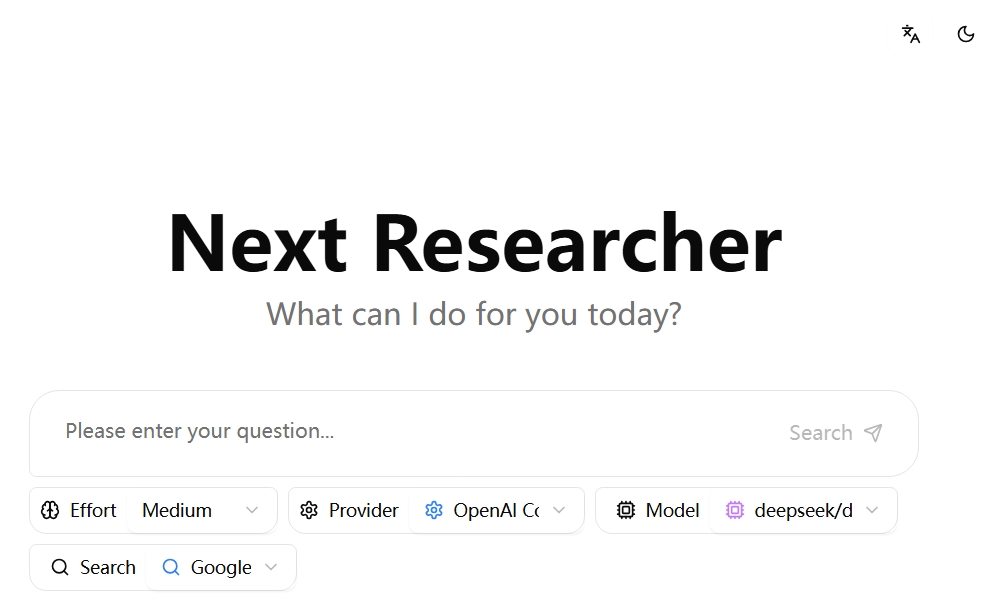 Next Researcher
What can I do for you today?
Please enter your question...
Search
Effort Medium Provider OpenAI Model deepseek/d
Search Google